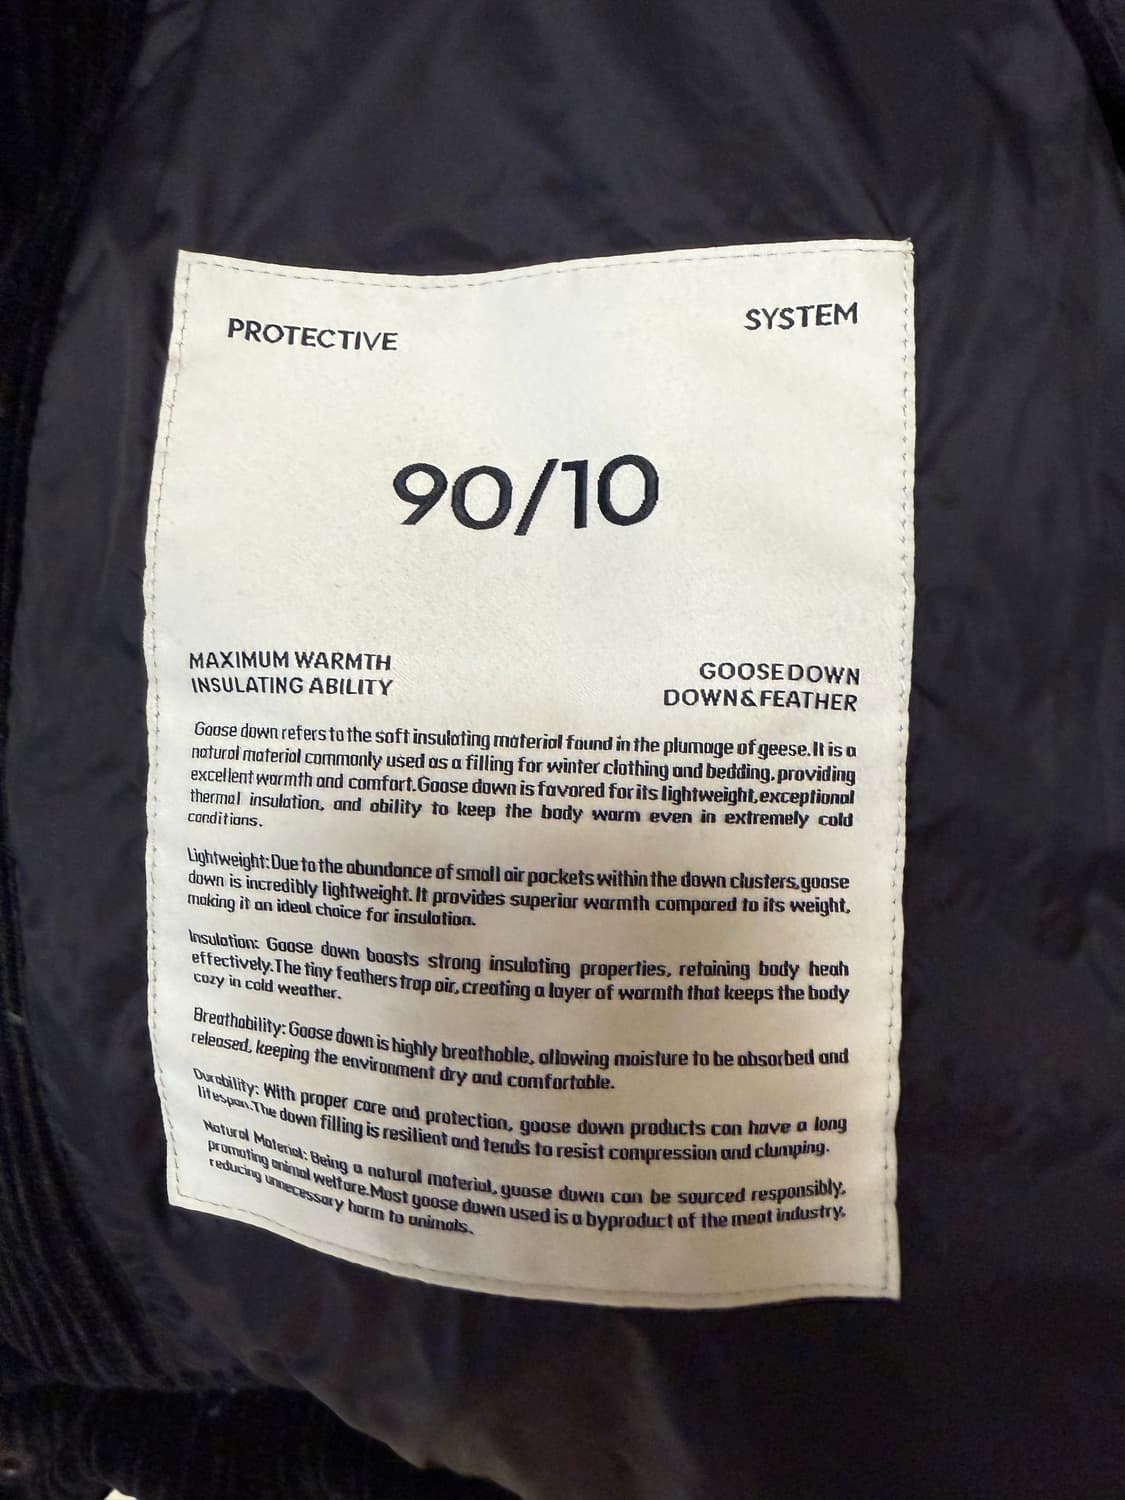 PROTECTIVE SYSTEM
90/10
MAXIMUM WARMTH GOOSEDOWN
INSULATING ABILITY DOWN&FEATHER
Goose down refers to the soft insulating material found in the plumage of geese. It is a
natural material commonly used as a filling for winter clothing and bedding, providing
excellent warmth and comfort. Goose down is favored for its lightweight, exceptional
thermal insulation, and ability to keep the body warm even in extremely cold
conditions.
Lightweight: Due to the abundance of small air pockets within the down clusters, goose
down is incredibly lightweight. It provides superior warmth compared to its weight,
making it an ideal choice for insulation.
Insulation: Goose down boosts strong insulating properties, retaining body heah
effectively. The tiny feathers trap air, creating a layer of warmth that keeps the body
cozy in cold weather.
Breathability: Goose down is highly breathable, allowing moisture to be absorbed and
released, keeping the environment dry and comfortable.
Durability: With proper care and protection, goose down products can have a long
lifespan. The down filling is resilient and tends to resist compression and clumping.
Natural Material: Being a natural material, goose down can be sourced responsibly,
promoting animal welfare. Most goose down used is a byproduct of the meat industry,
reducing unnecessary harm to animals.